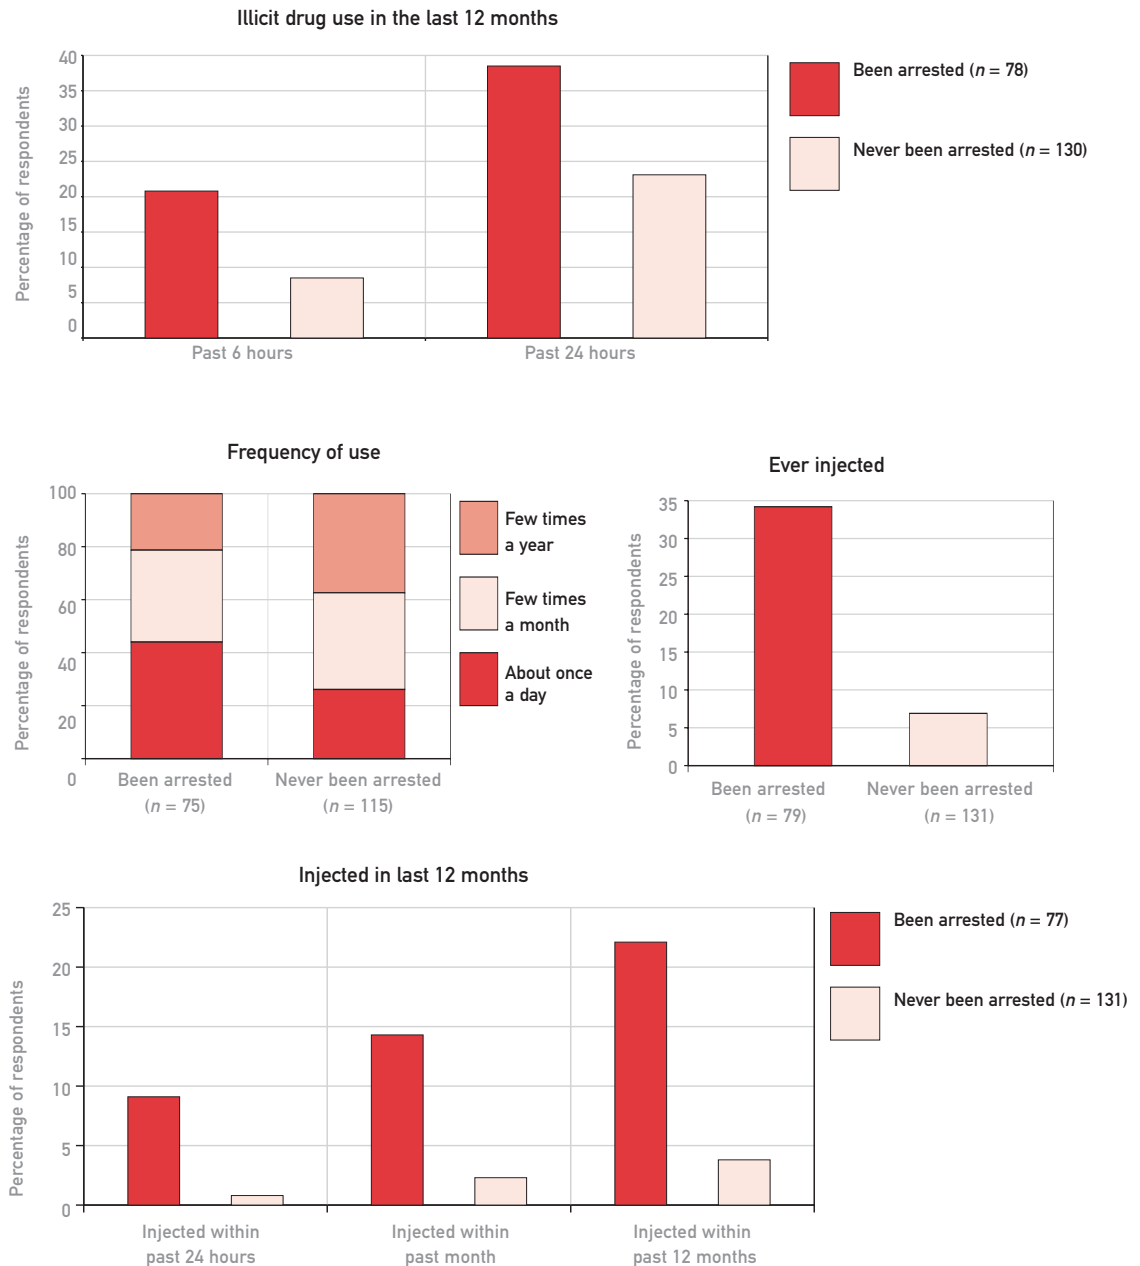 Illicit drug use in the last 12 months
Percentage of respondents
40
35
30
25
20
15
10
5
0
Past 6 hours
Past 24 hours
Been arrested (n = 78)
Never been arrested (n = 130)
Frequency of use
Percentage of respondents
100
80
60
40
20
0
Been arrested
(n = 75)
Never been arrested
(n = 115)
Few times
a year
Few times
a month
About once
a day
Ever injected
Percentage of respondents
35
30
25
20
15
10
5
0
Been arrested
(n = 79)
Never been arrested
(n = 131)
Injected in last 12 months
Percentage of respondents
25
20
15
10
5
0
Injected within
past 24 hours
Injected within
past month
Injected within
past 12 months
Been arrested (n = 77)
Never been arrested (n = 131)